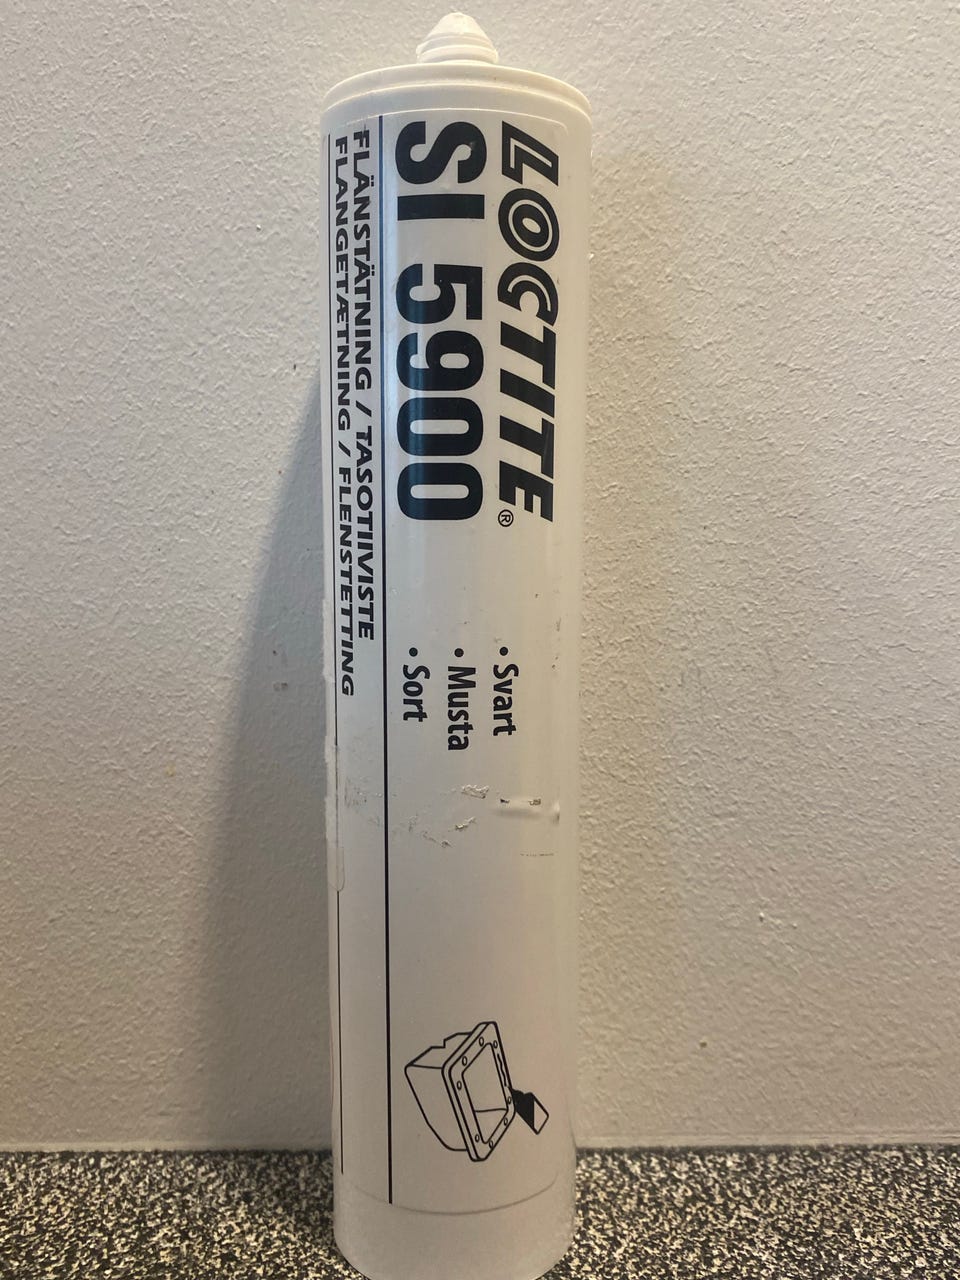 LOCTITE®
SI 5900
• Svart
• Musta
• Sort
FLÄNSTÄTNING / TASOTIIVISTE
FLANGETÆTNING / FLENSTETTING